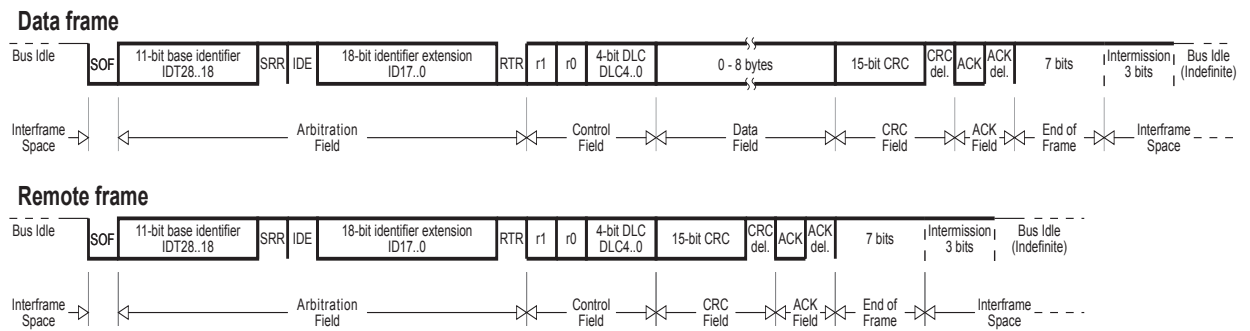 Data frame
Bus Idle SOF 11-bit base identifier SRR IDE 18-bit identifier extension RTR r1 r0 4-bit DLC 0 - 8 bytes 15-bit CRC CRC ACK ACK 7 bits Intermission Bus Idle
IDT28..18 ID17..0 DLC4..0 del. del. 3 bits (Indefinite)
Interframe Arbitration Control Data CRC ACK End of Interframe
Space Field Field Field Field Field Frame Space
Remote frame
Bus Idle SOF 11-bit base identifier SRR IDE 18-bit identifier extension RTR r1 r0 4-bit DLC 15-bit CRC CRC ACK ACK 7 bits Intermission Bus Idle
IDT28..18 ID17..0 DLC4..0 del. del. 3 bits (Indefinite)
Interframe Arbitration Control CRC ACK End of Interframe
Space Field Field Field Field Frame Space